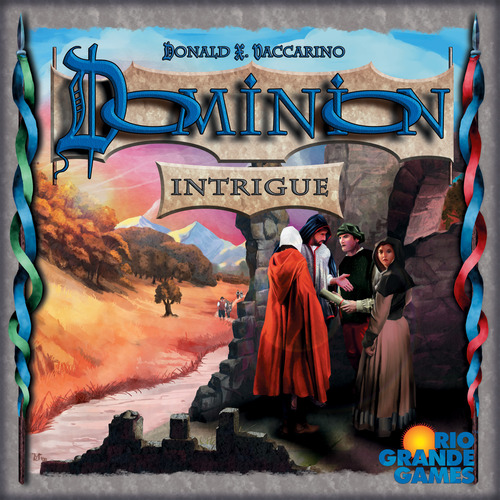 Donald X. Vaccarino
Dominion
INTRIGUE
RIO
GRANDE
GAMES